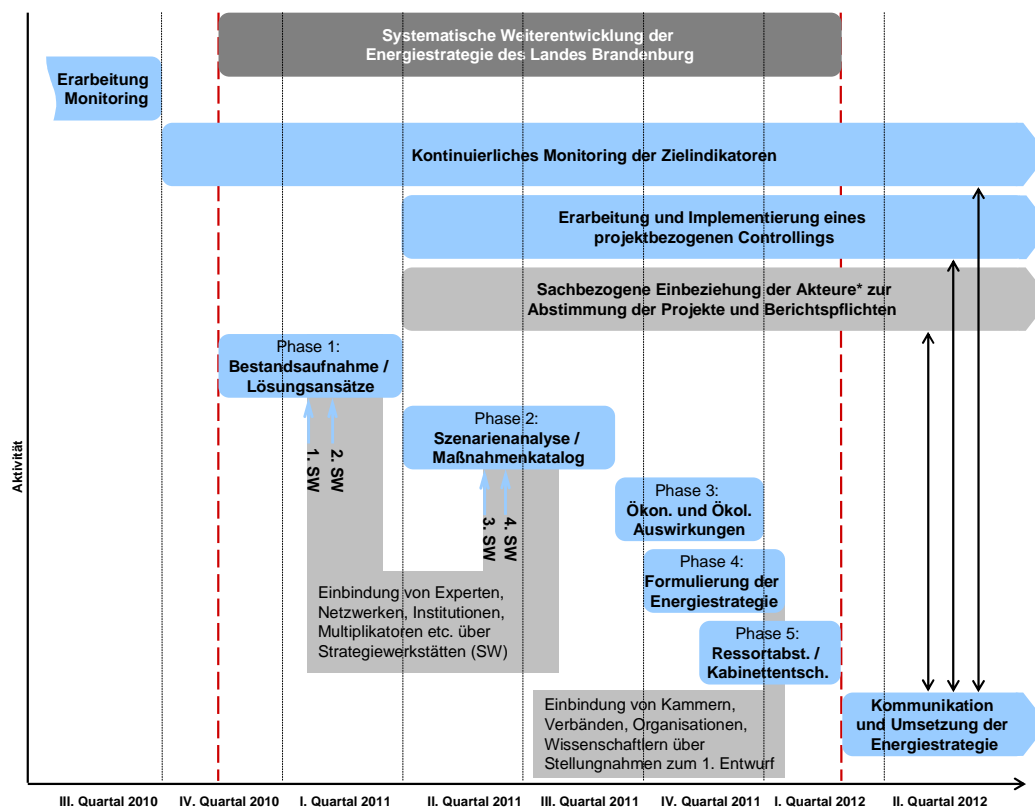 Systematische Weiterentwicklung der
Energiestrategie des Landes Brandenburg
Erarbeitung
Monitoring
Kontinuierliches Monitoring der Zielindikatoren
Erarbeitung und Implementierung eines
projektbezogenen Controllings
Sachbezogene Einbeziehung der Akteure* zur
Abstimmung der Projekte und Berichtspflichten
Phase 1:
Bestandsaufnahme /
Lösungsansätze
1. SW
2. SW
Phase 2:
Szenarienanalyse /
Maßnahmenkatalog
3. SW
4. SW
Phase 3:
Ökon. und Ökol.
Auswirkungen
Phase 4:
Formulierung der
Energiestrategie
Einbindung von Experten,
Netzwerken, Institutionen,
Multiplikatoren etc. über
Strategiewerkstätten (SW)
Phase 5:
Ressortabst. /
Kabinettentsch.
Einbindung von Kammern,
Verbänden, Organisationen,
Wissenschaftlern über
Stellungnahmen zum 1. Entwurf
Kommunikation
und Umsetzung der
Energiestrategie
Aktivität
III. Quartal 2010
IV. Quartal 2010
I. Quartal 2011
II. Quartal 2011
III. Quartal 2011
IV. Quartal 2011
I. Quartal 2012
II. Quartal 2012